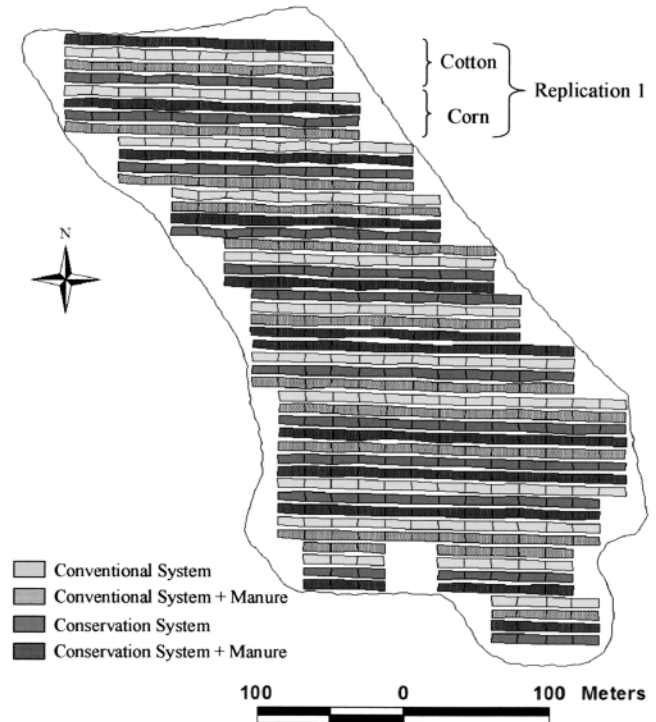 Cotton
Replication 1
Corn
N
Conventional System
Conventional System + Manure
Conservation System
Conservation System + Manure
100 0 100 Meters